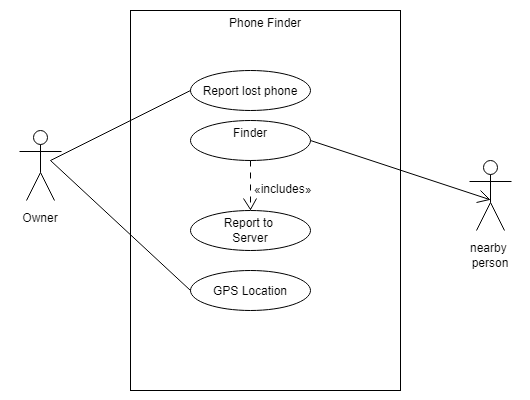 Phone Finder
Report lost phone
Finder
«includes»
Report to
Server
GPS Location
Owner
nearby
person